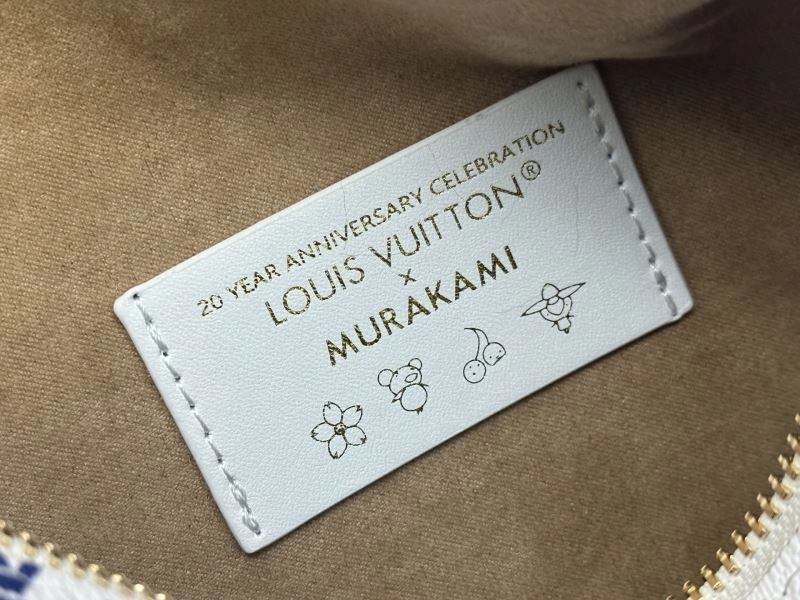 20 YEAR ANNIVERSARY CELEBRATION
LOUIS VUITTON®
×
MURAKAMI